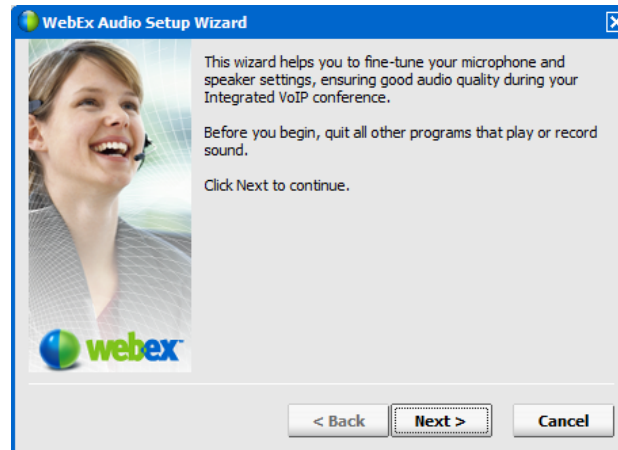 WebEx Audio Setup Wizard
This wizard helps you to fine-tune your microphone and
speaker settings, ensuring good audio quality during your
Integrated VoIP conference.
Before you begin, quit all other programs that play or record
sound.
Click Next to continue.
webex™
< Back Next > Cancel